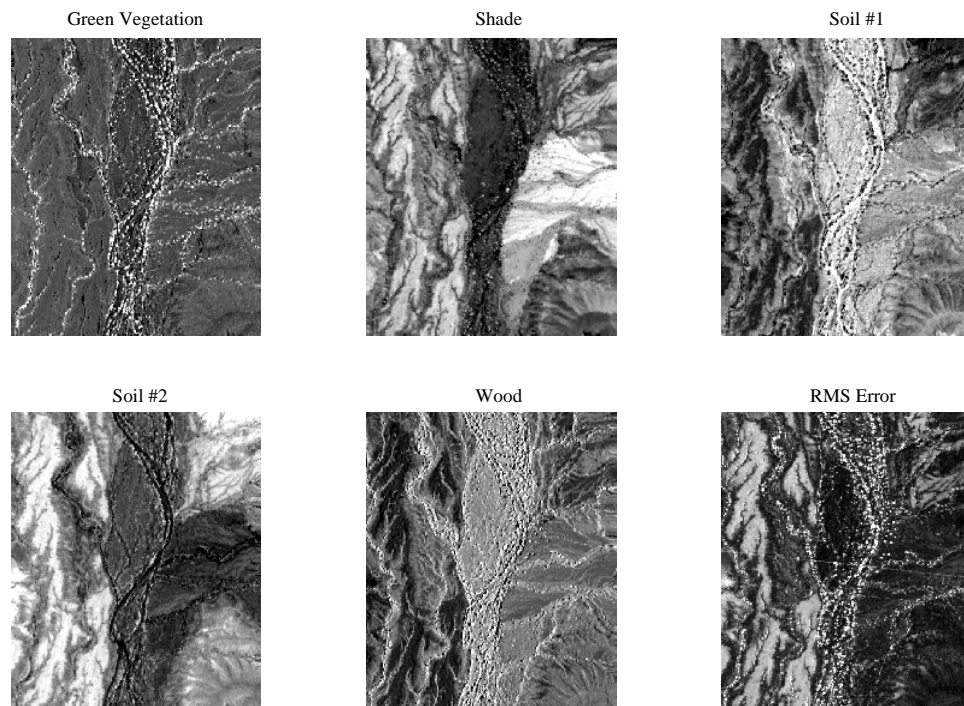 Green Vegetation
Shade
Soil #1
Soil #2
Wood
RMS Error